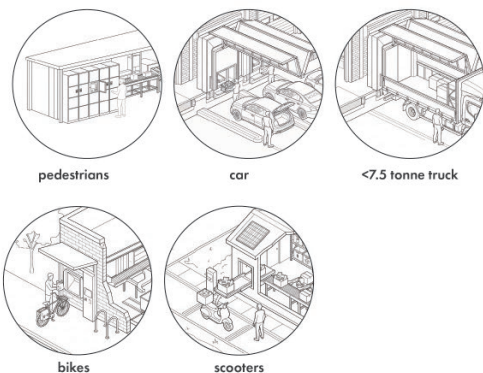 pedestrians
car
<7.5 tonne truck
bikes
scooters